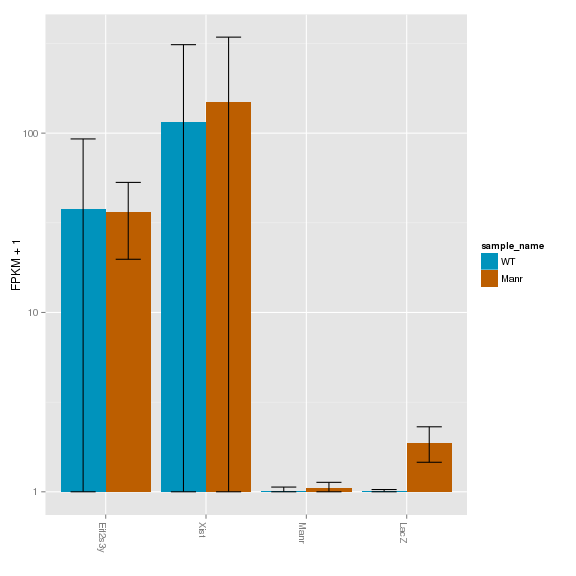 FPKM + 1
100
10
1
Eif2s3y
Xist
Manr
LacZ
sample_name
WT
Manr